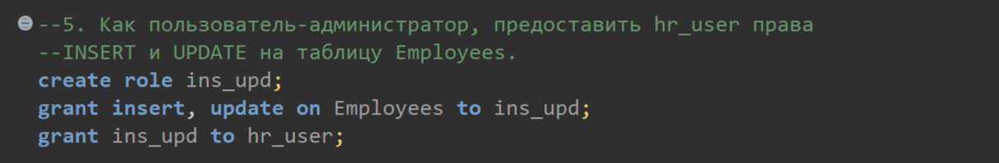 --5. Как пользователь-администратор, предоставить hr_user права
--INSERT и UPDATE на таблицу Employees.
create role ins_upd;
grant insert, update on Employees to ins_upd;
grant ins_upd to hr_user;